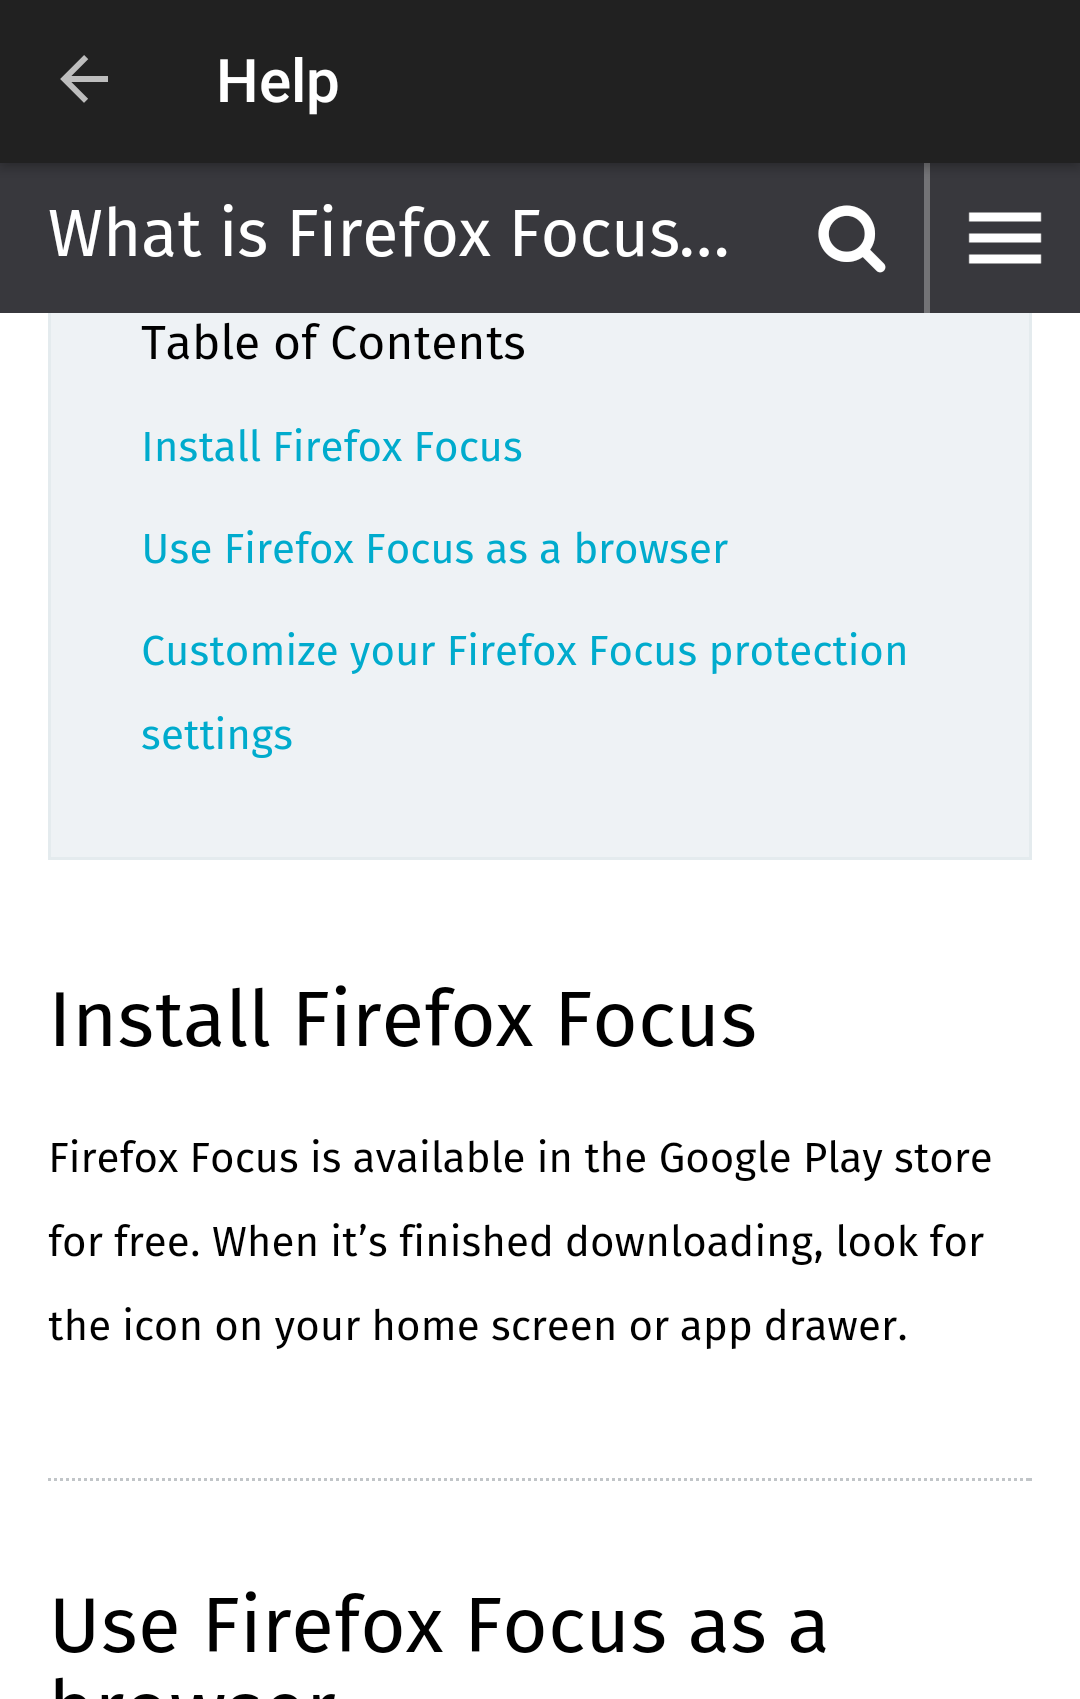 Help
What is Firefox Focus...
Table of Contents
Install Firefox Focus
Use Firefox Focus as a browser
Customize your Firefox Focus protection
settings
Install Firefox Focus
Firefox Focus is available in the Google Play store
for free. When it’s finished downloading, look for
the icon on your home screen or app drawer.
Use Firefox Focus as a
browser